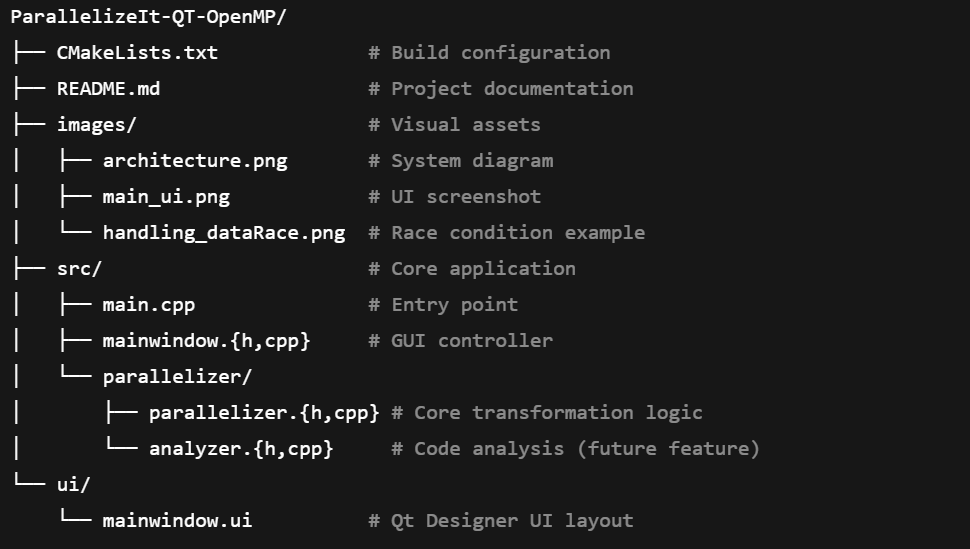 ParallelizeIt-QT-OpenMP/
├── CMakeLists.txt             # Build configuration
├── README.md                  # Project documentation
├── images/                    # Visual assets
│   ├── architecture.png       # System diagram
│   ├── main_ui.png            # UI screenshot
│   └── handling_dataRace.png  # Race condition example
├── src/                       # Core application
│   ├── main.cpp               # Entry point
│   ├── mainwindow.{h,cpp}     # GUI controller
│   └── parallelizer/
│       ├── parallelizer.{h,cpp} # Core transformation logic
│       └── analyzer.{h,cpp}     # Code analysis (future feature)
└── ui/
    └── mainwindow.ui          # Qt Designer UI layout